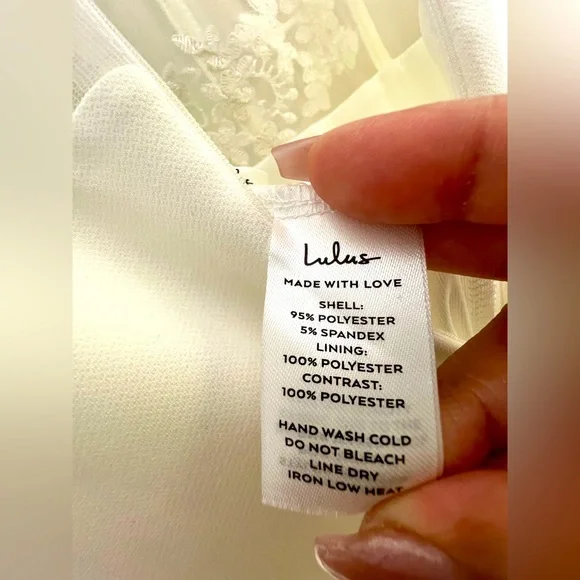 Lulus
MADE WITH LOVE
SHELL:
95% POLYESTER
5% SPANDEX
LINING:
100% POLYESTER
CONTRAST:
100% POLYESTER
HAND WASH COLD
DO NOT BLEACH
LINE DRY
IRON LOW HEAT